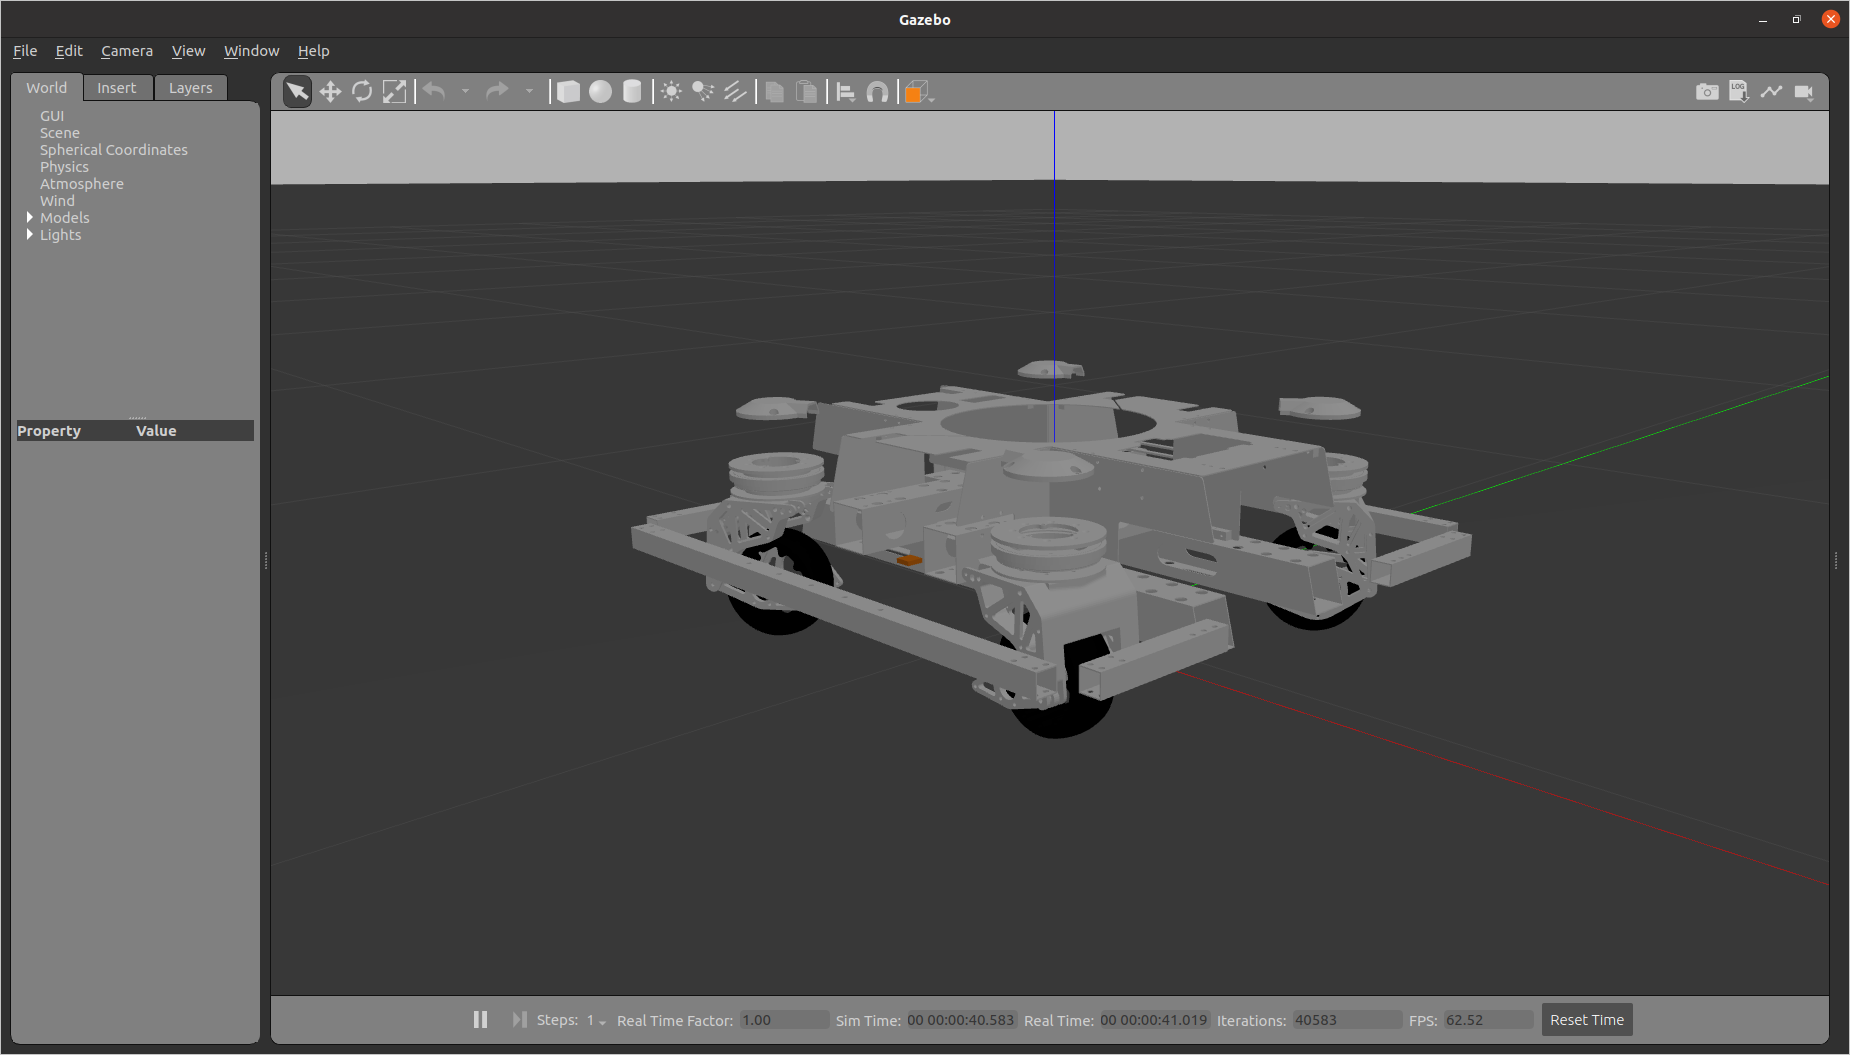 Gazebo
File Edit Camera View Window Help
World Insert Layers
GUI
Scene
Spherical Coordinates
Physics
Atmosphere
Wind
Models
Lights
Property Value
LOG
Steps: 1 Real Time Factor: 1.00 Sim Time: 00 00:00:40.583 Real Time: 00 00:00:41.019 Iterations: 40583 FPS: 62.52 Reset Time